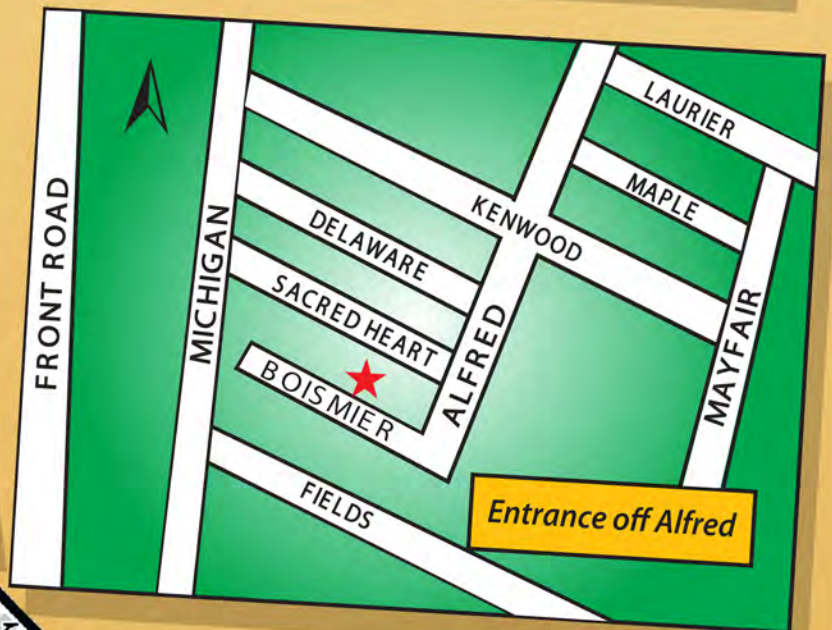 LAURIER
MAPLE
KENWOOD
DELAWARE
SACRED HEART
BOISMIER
FRONT ROAD
MICHIGAN
ALFRED
MAYFAIR
FIELDS
Entrance off Alfred